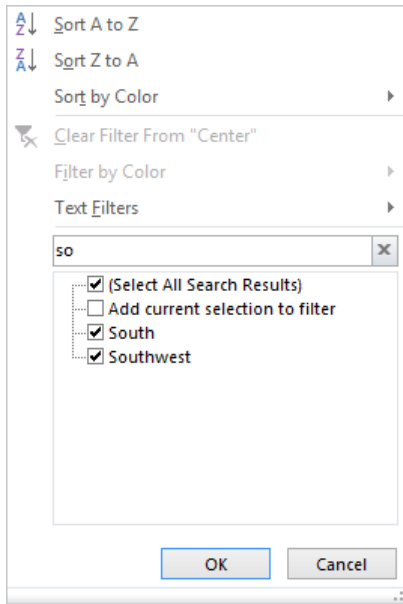 Sort A to Z
Sort Z to A
Sort by Color
Clear Filter From "Center"
Filter by Color
Text Filters
so
(Select All Search Results)
Add current selection to filter
South
Southwest
OK Cancel